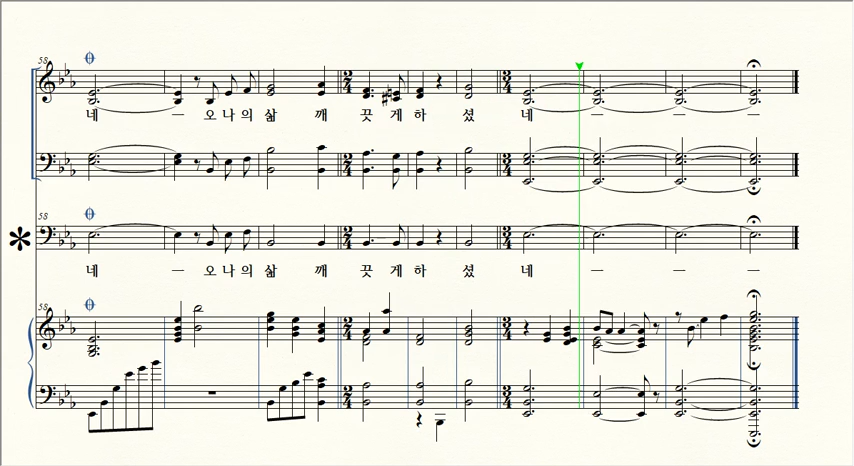 58
네 — 오 나 의 삶 깨 끗 게 하 셨 네 — — —
58
네 — 오 나 의 삶 깨 끗 게 하 셨 네 — — —
58